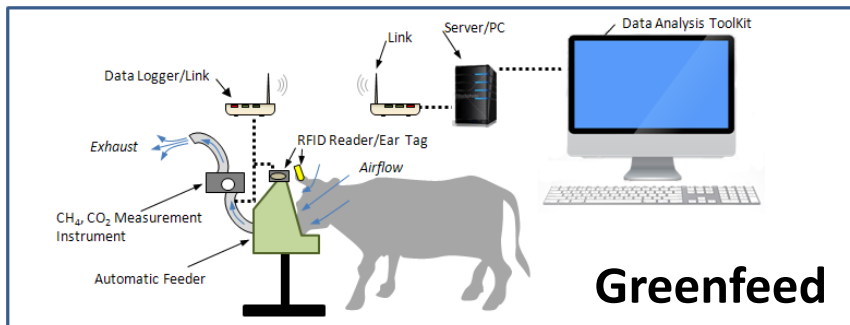 Data Analysis ToolKit
Server/PC
Link
Data Logger/Link
RFID Reader/Ear Tag
Exhaust
Airflow
CH₄, CO₂ Measurement
Instrument
Automatic Feeder
Greenfeed